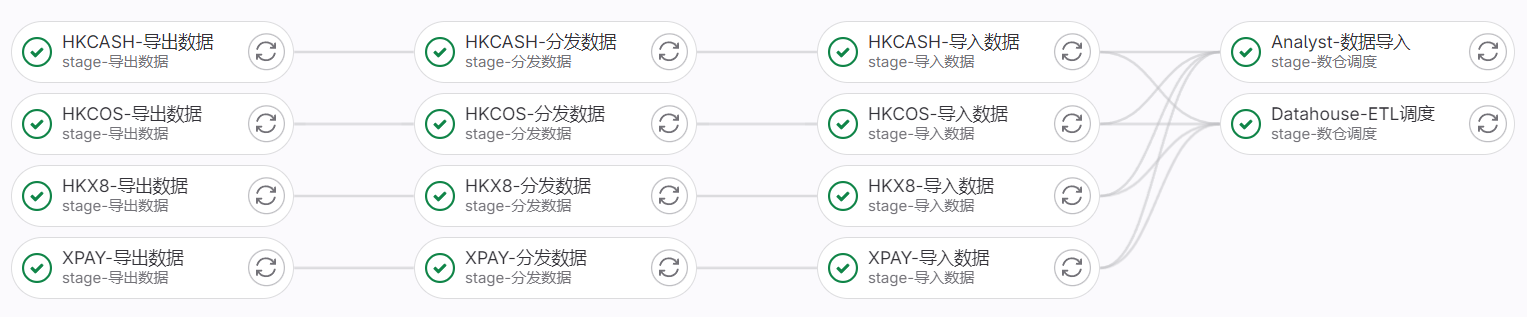 HKCASH-导出数据
stage-导出数据
HKCASH-分发数据
stage-分发数据
HKCASH-导入数据
stage-导入数据
Analyst-数据导入
stage-数仓调度
HKCOS-导出数据
stage-导出数据
HKCOS-分发数据
stage-分发数据
HKCOS-导入数据
stage-导入数据
Datahouse-ETL调度
stage-数仓调度
HKX8-导出数据
stage-导出数据
HKX8-分发数据
stage-分发数据
HKX8-导入数据
stage-导入数据
XPAY-导出数据
stage-导出数据
XPAY-分发数据
stage-分发数据
XPAY-导入数据
stage-导入数据